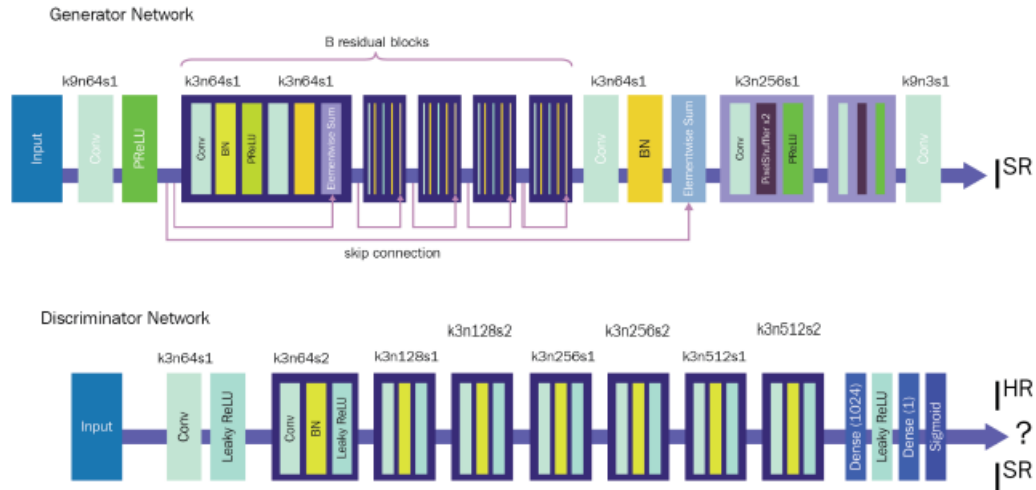 Generator Network
B residual blocks
k9n64s1
k3n64s1
k3n64s1
k3n64s1
k3n256s1
k9n3s1
Input
Conv
PReLU
Conv
BN
PReLU
Elementwise Sum
Conv
BN
Elementwise Sum
Conv
PixelShuffler x2
PReLU
Conv
SR
skip connection
Discriminator Network
k3n128s2
k3n256s2
k3n512s2
k3n64s1
k3n64s2
k3n128s1
k3n256s1
k3n512s1
Input
Conv
Leaky ReLU
Conv
BN
Leaky ReLU
Dense (1024)
Leaky ReLU
Dense (1)
Sigmoid
HR
?
SR